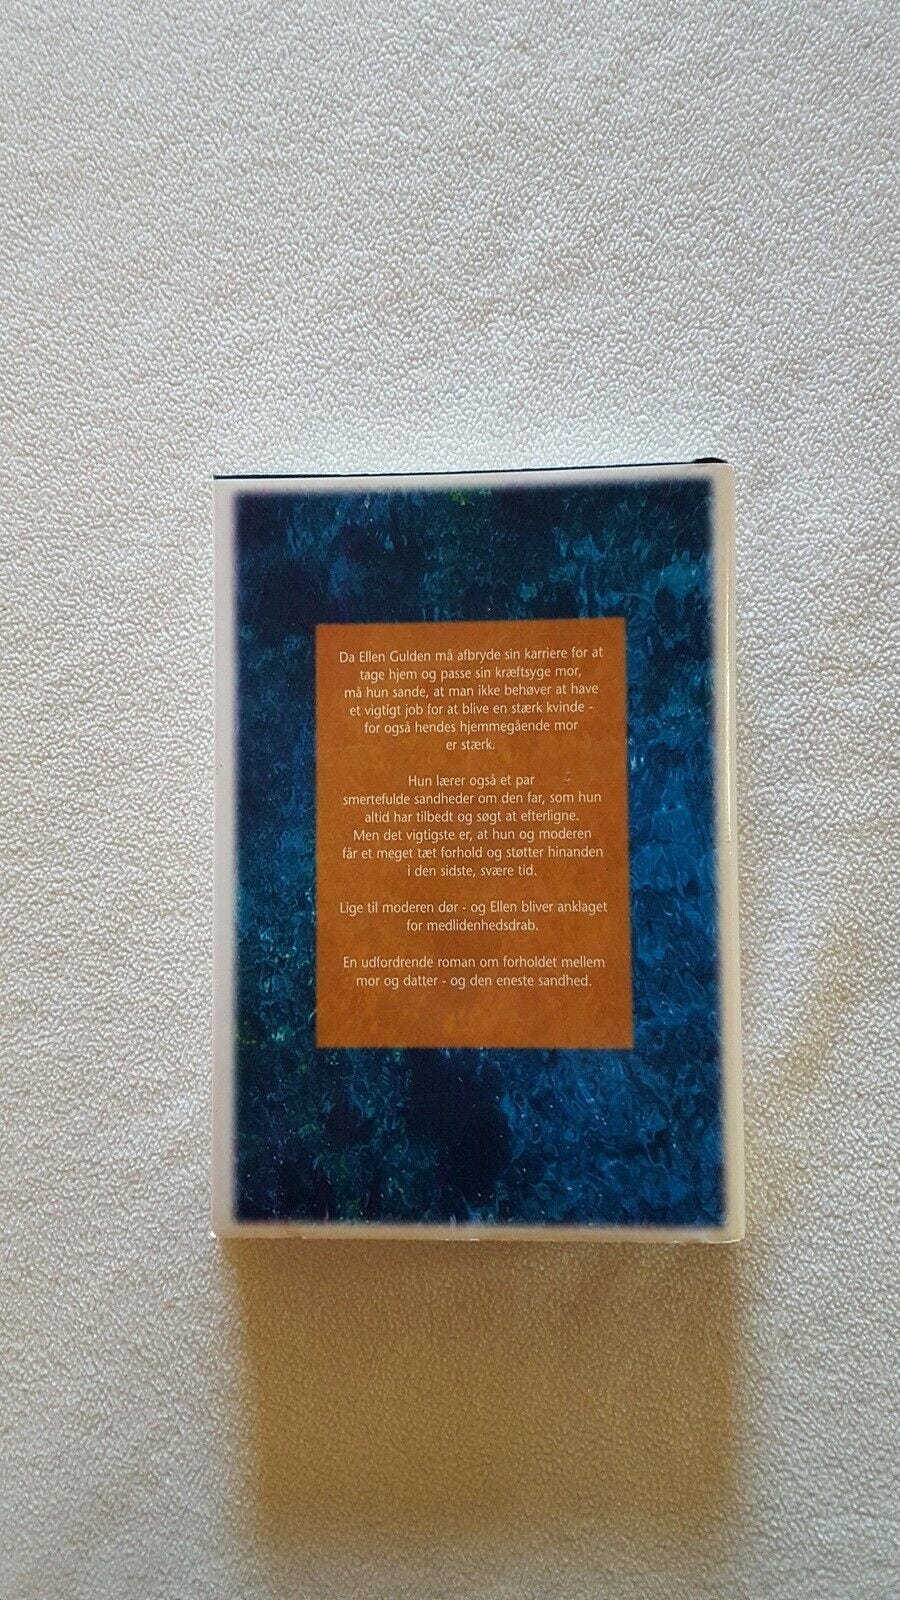 Da Ellen Gulden må afbryde sin karriere for at
tage hjem og passe sin kræftsyge mor,
må hun sande, at man ikke behøver at have
et vigtigt job for at blive en stærk kvinde -
for også hendes hjemmegående mor
er stærk.
Hun lærer også et par
smertefulde sandheder om den far, som hun
altid har tilbedt og søgt at efterligne.
Men det vigtigste er, at hun og moderen
får et meget tæt forhold og støtter hinanden
i den sidste, svære tid.
Lige til moderen dør - og Ellen bliver anklaget
for medlidenhedsdrab.
En udfordrende roman om forholdet mellem
mor og datter - og den eneste sandhed.